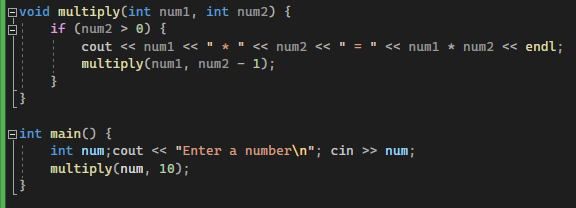 void multiply(int num1, int num2) {
    if (num2 > 0) {
        cout << num1 << " * " << num2 << " = " << num1 * num2 << endl;
        multiply(num1, num2 - 1);
    }
}

int main() {
    int num;cout << "Enter a number\n"; cin >> num;
    multiply(num, 10);
}